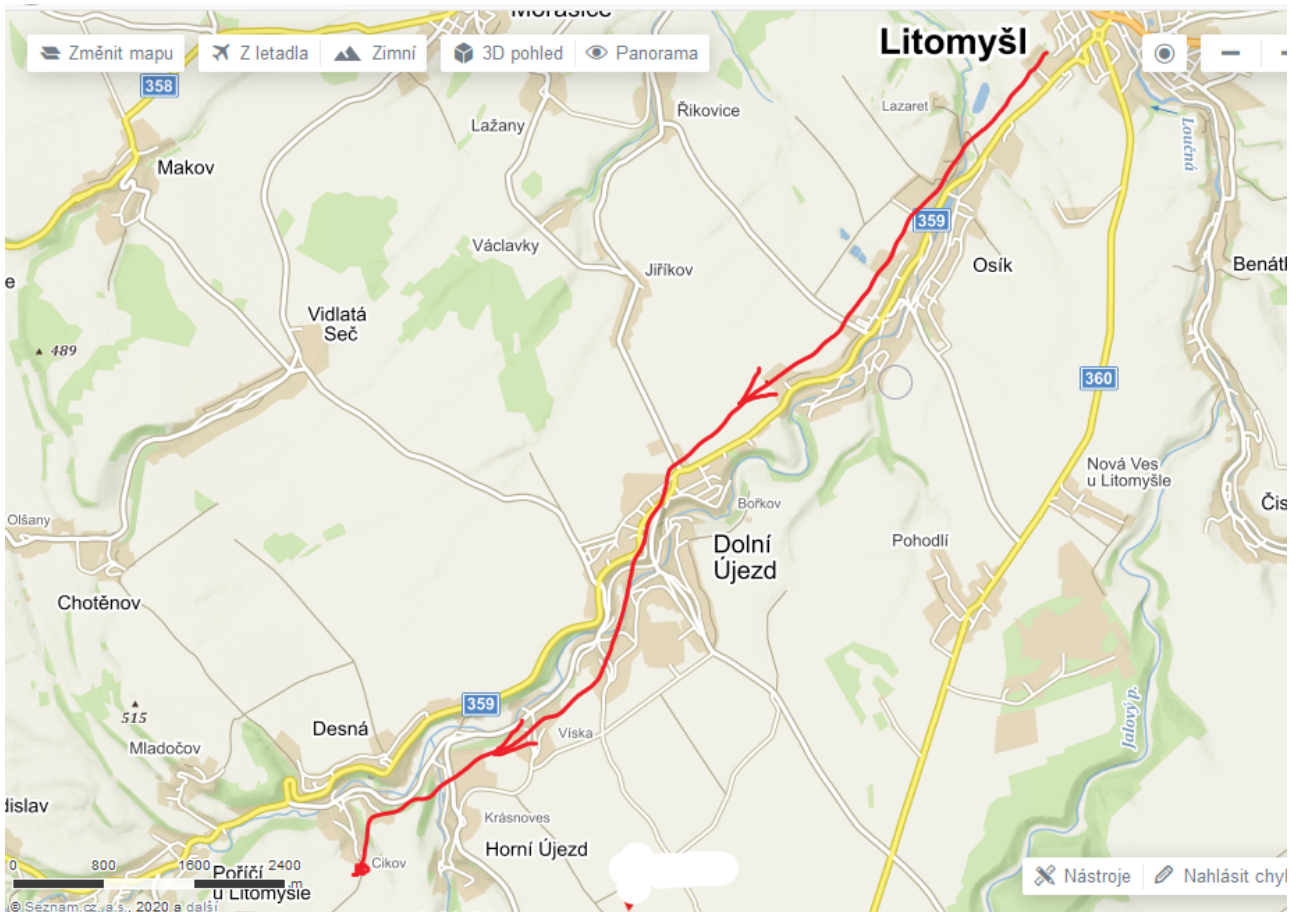 Morašice
Litomyšl
Změnit mapu
Z letadla
Zimní
3D pohled
Panorama
358
Lazaret
Řikovice
Lažany
Loučná
Makov
359
Václavky
Osík
Benátk
Jiříkov
e
Vidlatá
Seč
489
360
Nová Ves
u Litomyšle
Bořkov
Čis
Olšany
Pohodlí
Dolní
Újezd
Chotěnov
359
515
Desná
Víska
Jalový p.
Mladočov
dislav
Krásnoves
Horní Újezd
Cikov
0 800 1600 2400
m
Poříčí
u Litomyšle
Nástroje
Nahlásit chy
© Seznam.cz, a.s., 2020 a další